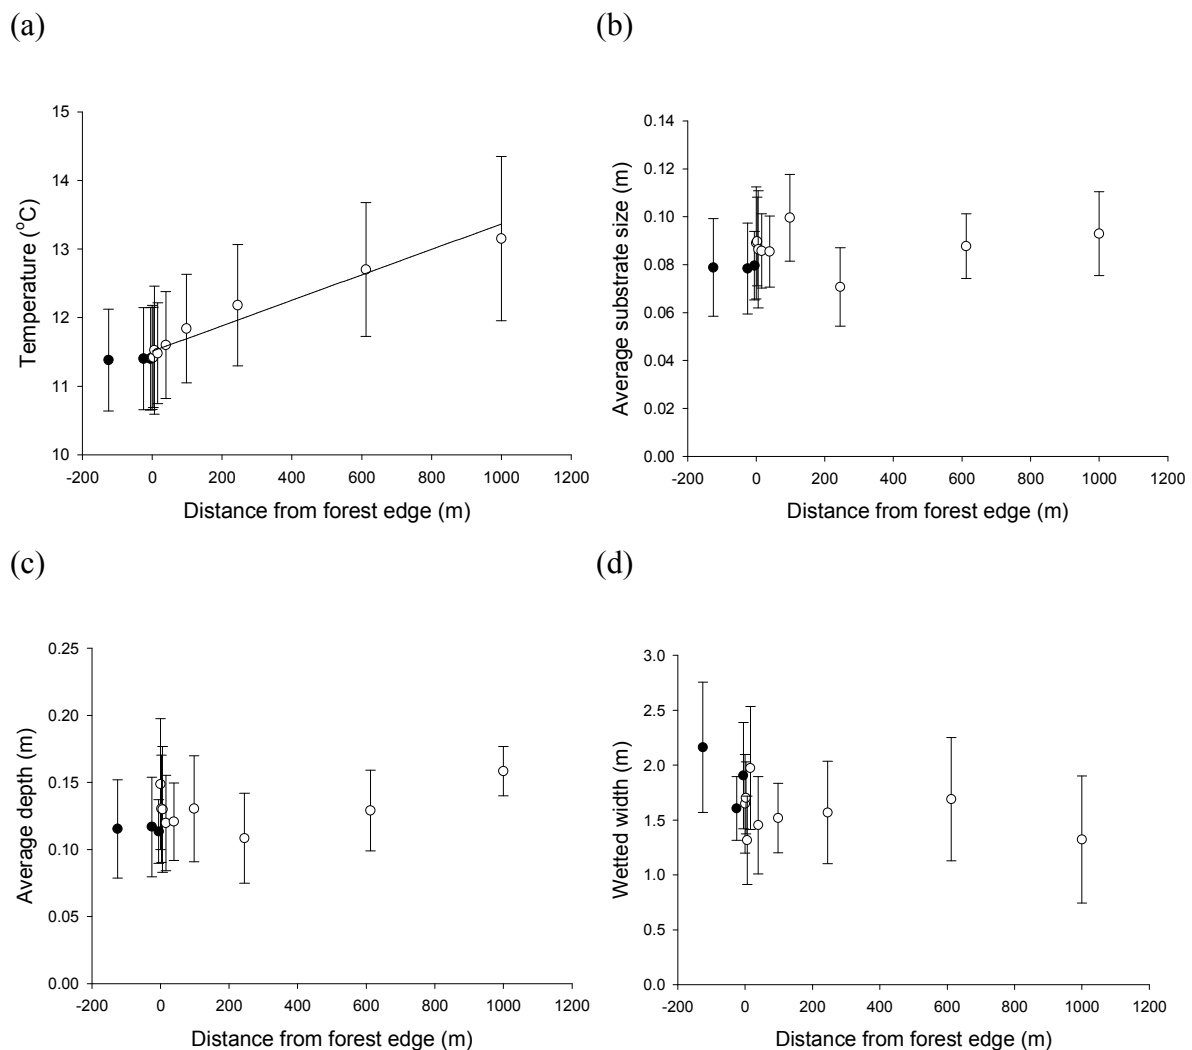 (a)
(b)
15
14
13
12
11
10
Temperature (°C)
-200 0 200 400 600 800 1000 1200
Distance from forest edge (m)
0.14
0.12
0.10
0.08
0.06
0.04
0.02
0.00
Average substrate size (m)
-200 0 200 400 600 800 1000 1200
Distance from forest edge (m)
(c)
(d)
0.25
0.20
0.15
0.10
0.05
0.00
Average depth (m)
-200 0 200 400 600 800 1000 1200
Distance from forest edge (m)
3.0
2.5
2.0
1.5
1.0
0.0
Wetted width (m)
-200 0 200 400 600 800 1000 1200
Distance from forest edge (m)